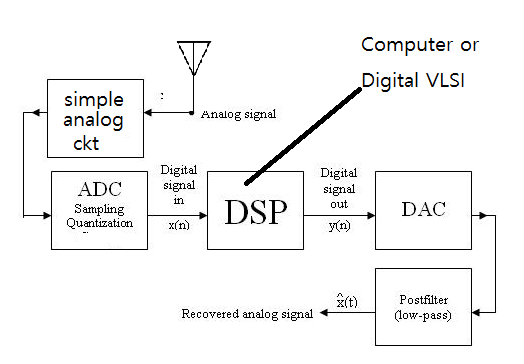 Computer or
Digital VLSI
simple
analog
ckt
:
Analog signal
ADC
Sampling
Quantization
Digital
signal
in
x(n)
DSP
Digital
signal
out
y(n)
DAC
Recovered analog signal
x̂(t)
Postfilter
(low-pass)